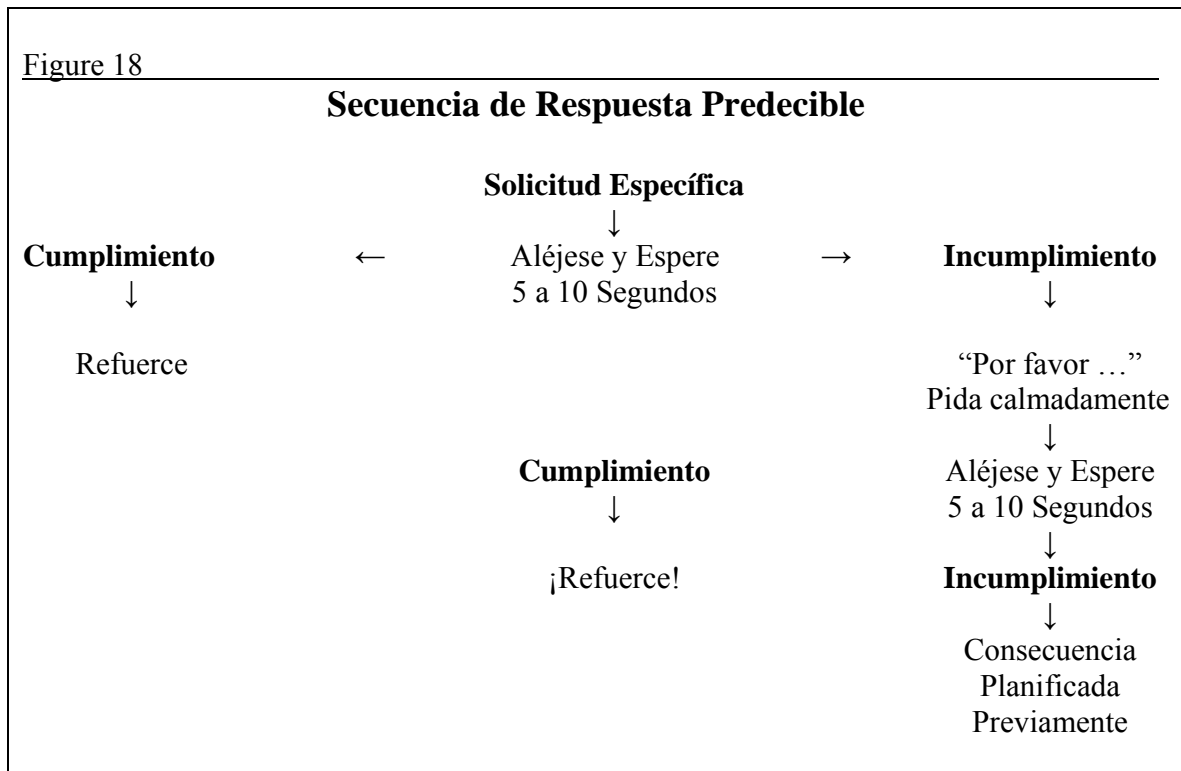 Figure 18
Secuencia de Respuesta Predecible
Solicitud Específica
↓
Cumplimiento ← Aléjese y Espere → Incumplimiento
↓ 5 a 10 Segundos ↓
Refuerce “Por favor …”
Pida calmadamente
↓
Cumplimiento Aléjese y Espere
↓ 5 a 10 Segundos
↓
¡Refuerce! Incumplimiento
↓
Consecuencia
Planificada
Previamente